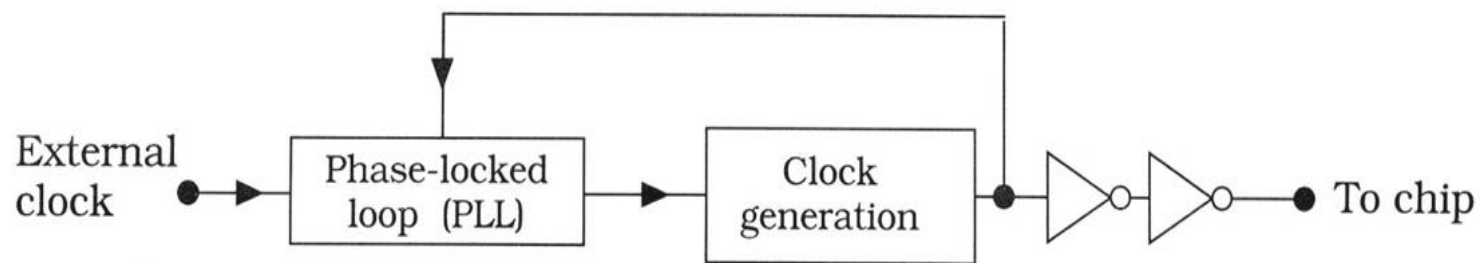 External
clock
Phase-locked
loop (PLL)
Clock
generation
To chip